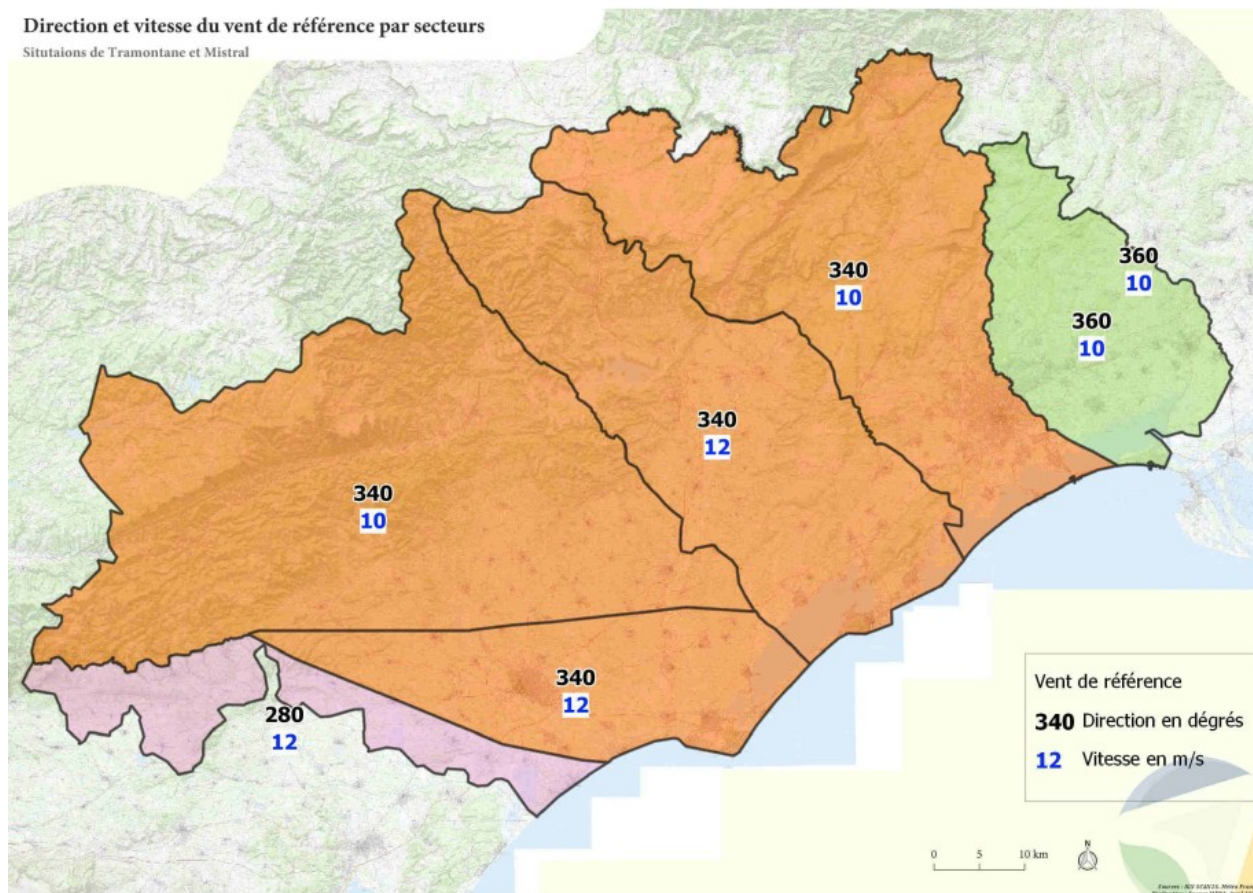 Direction et vitesse du vent de référence par secteurs
Situtaions de Tramontane et Mistral
360
10
340
10
360
10
340
12
340
10
340
12
280
12
Vent de référence
340 Direction en dégrés
12 Vitesse en m/s
N
0 5 10 km